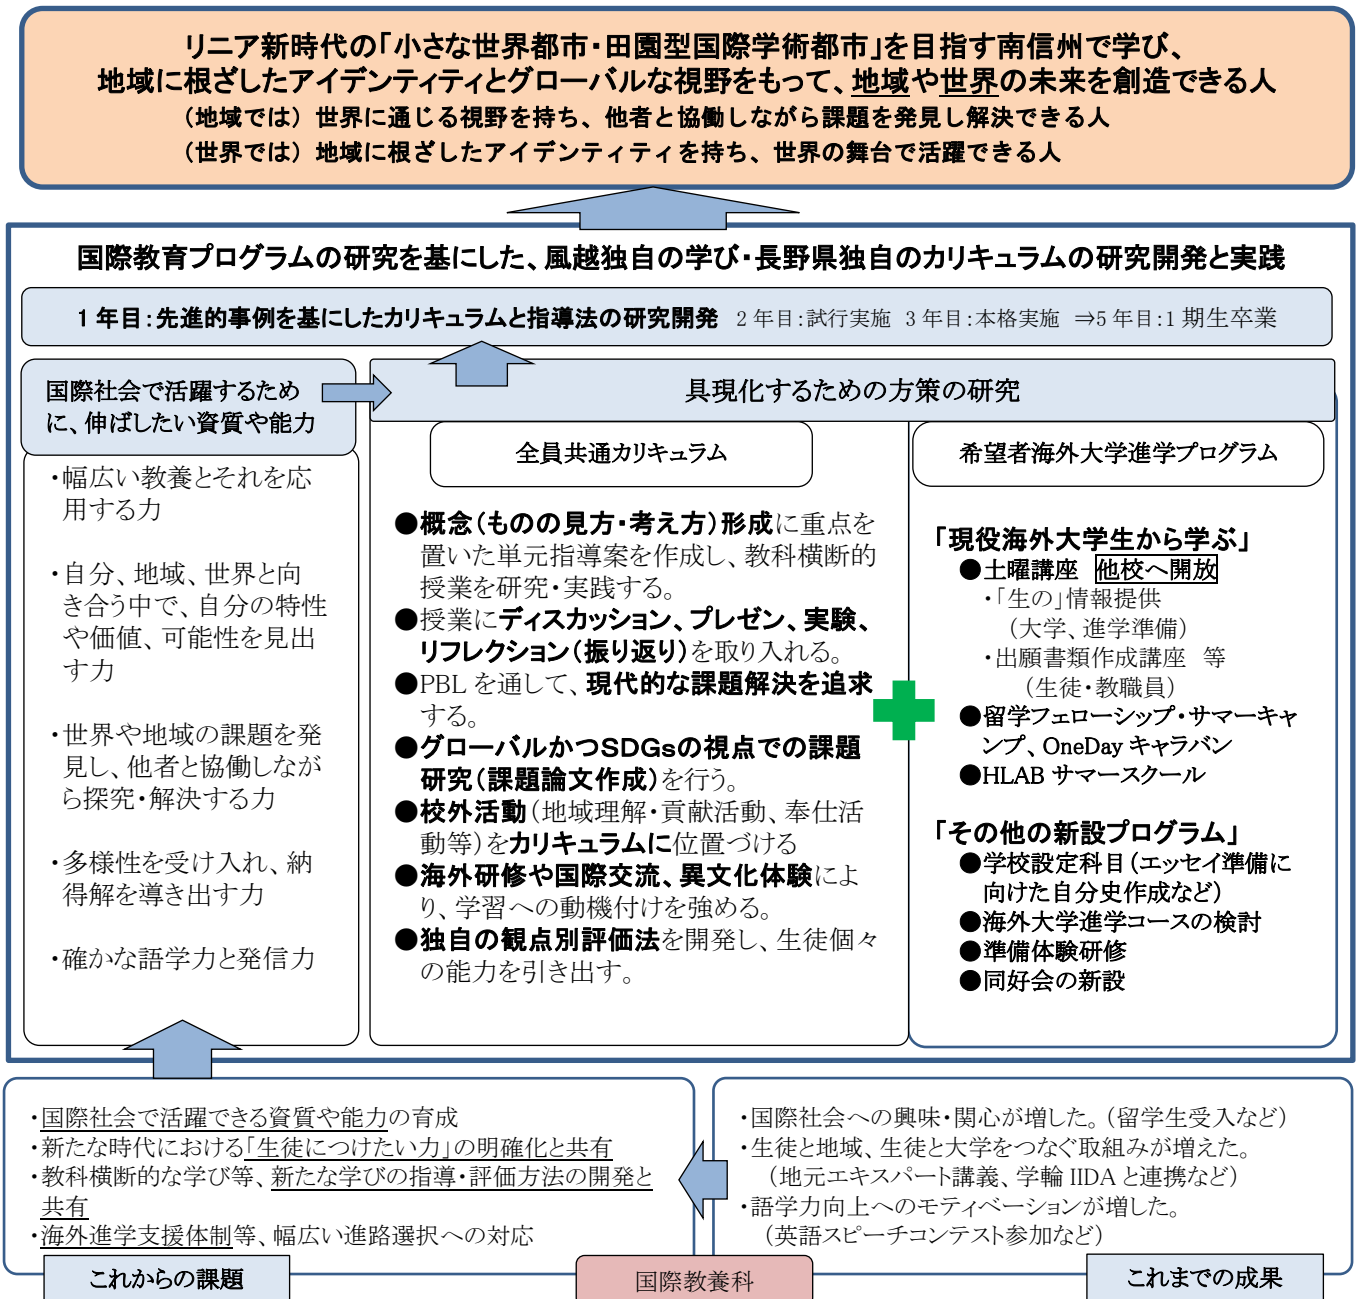 リニア新時代の「小さな世界都市・田園型国際学術都市」を目指す南信州で学び、
地域に根ざしたアイデンティティとグローバルな視野をもって、地域や世界の未来を創造できる人
（地域では）世界に通じる視野を持ち、他者と協働しながら課題を発見し解決できる人
（世界では）地域に根ざしたアイデンティティを持ち、世界の舞台で活躍できる人
国際教育プログラムの研究を基にした、風越独自の学び・長野県独自のカリキュラムの研究開発と実践
1年目：先進的事例を基にしたカリキュラムと指導法の研究開発 2年目：試行実施 3年目：本格実施 ⇒5年目：1期生卒業
国際社会で活躍するため
に、伸ばしたい資質や能力
・幅広い教養とそれを応
用する力
・自分、地域、世界と向
き合う中で、自分の特性
や価値、可能性を見出
す力
・世界や地域の課題を発
見し、他者と協働しなが
ら探究・解決する力
・多様性を受け入れ、納
得解を導き出す力
・確かな語学力と発信力
具現化するための方策の研究
全員共通カリキュラム
●概念（ものの見方・考え方）形成に重点を
置いた単元指導案を作成し、教科横断的
授業を研究・実践する。
●授業にディスカッション、プレゼン、実験、
リフレクション（振り返り）を取り入れる。
●PBLを通して、現代的な課題解決を追求
する。
●グローバルかつSDGsの視点での課題
研究（課題論文作成）を行う。
●校外活動（地域理解・貢献活動、奉仕活
動等）をカリキュラムに位置づける
●海外研修や国際交流、異文化体験によ
り、学習への動機付けを強める。
●独自の観点別評価法を開発し、生徒個々
の能力を引き出す。
希望者海外大学進学プログラム
「現役海外大学生から学ぶ」
●土曜講座 他校へ開放
・「生の」情報提供
（大学、進学準備）
・出願書類作成講座 等
（生徒・教職員）
●留学フェローシップ・サマーキャ
ンプ、OneDayキャラバン
●HLABサマースクール
「その他の新設プログラム」
●学校設定科目（エッセイ準備に
向けた自分史作成など）
●海外大学進学コースの検討
●準備体験研修
●同好会の新設
・国際社会で活躍できる資質や能力の育成
・新たな時代における「生徒につけたい力」の明確化と共有
・教科横断的な学び等、新たな学びの指導・評価方法の開発と
共有
・海外進学支援体制等、幅広い進路選択への対応
これからの課題
国際教養科
・国際社会への興味・関心が増した。（留学生受入など）
・生徒と地域、生徒と大学をつなぐ取組みが増えた。
（地元エキスパート講義、学輪IIDAと連携など）
・語学力向上へのモティベーションが増した。
（英語スピーチコンテスト参加など）
これまでの成果